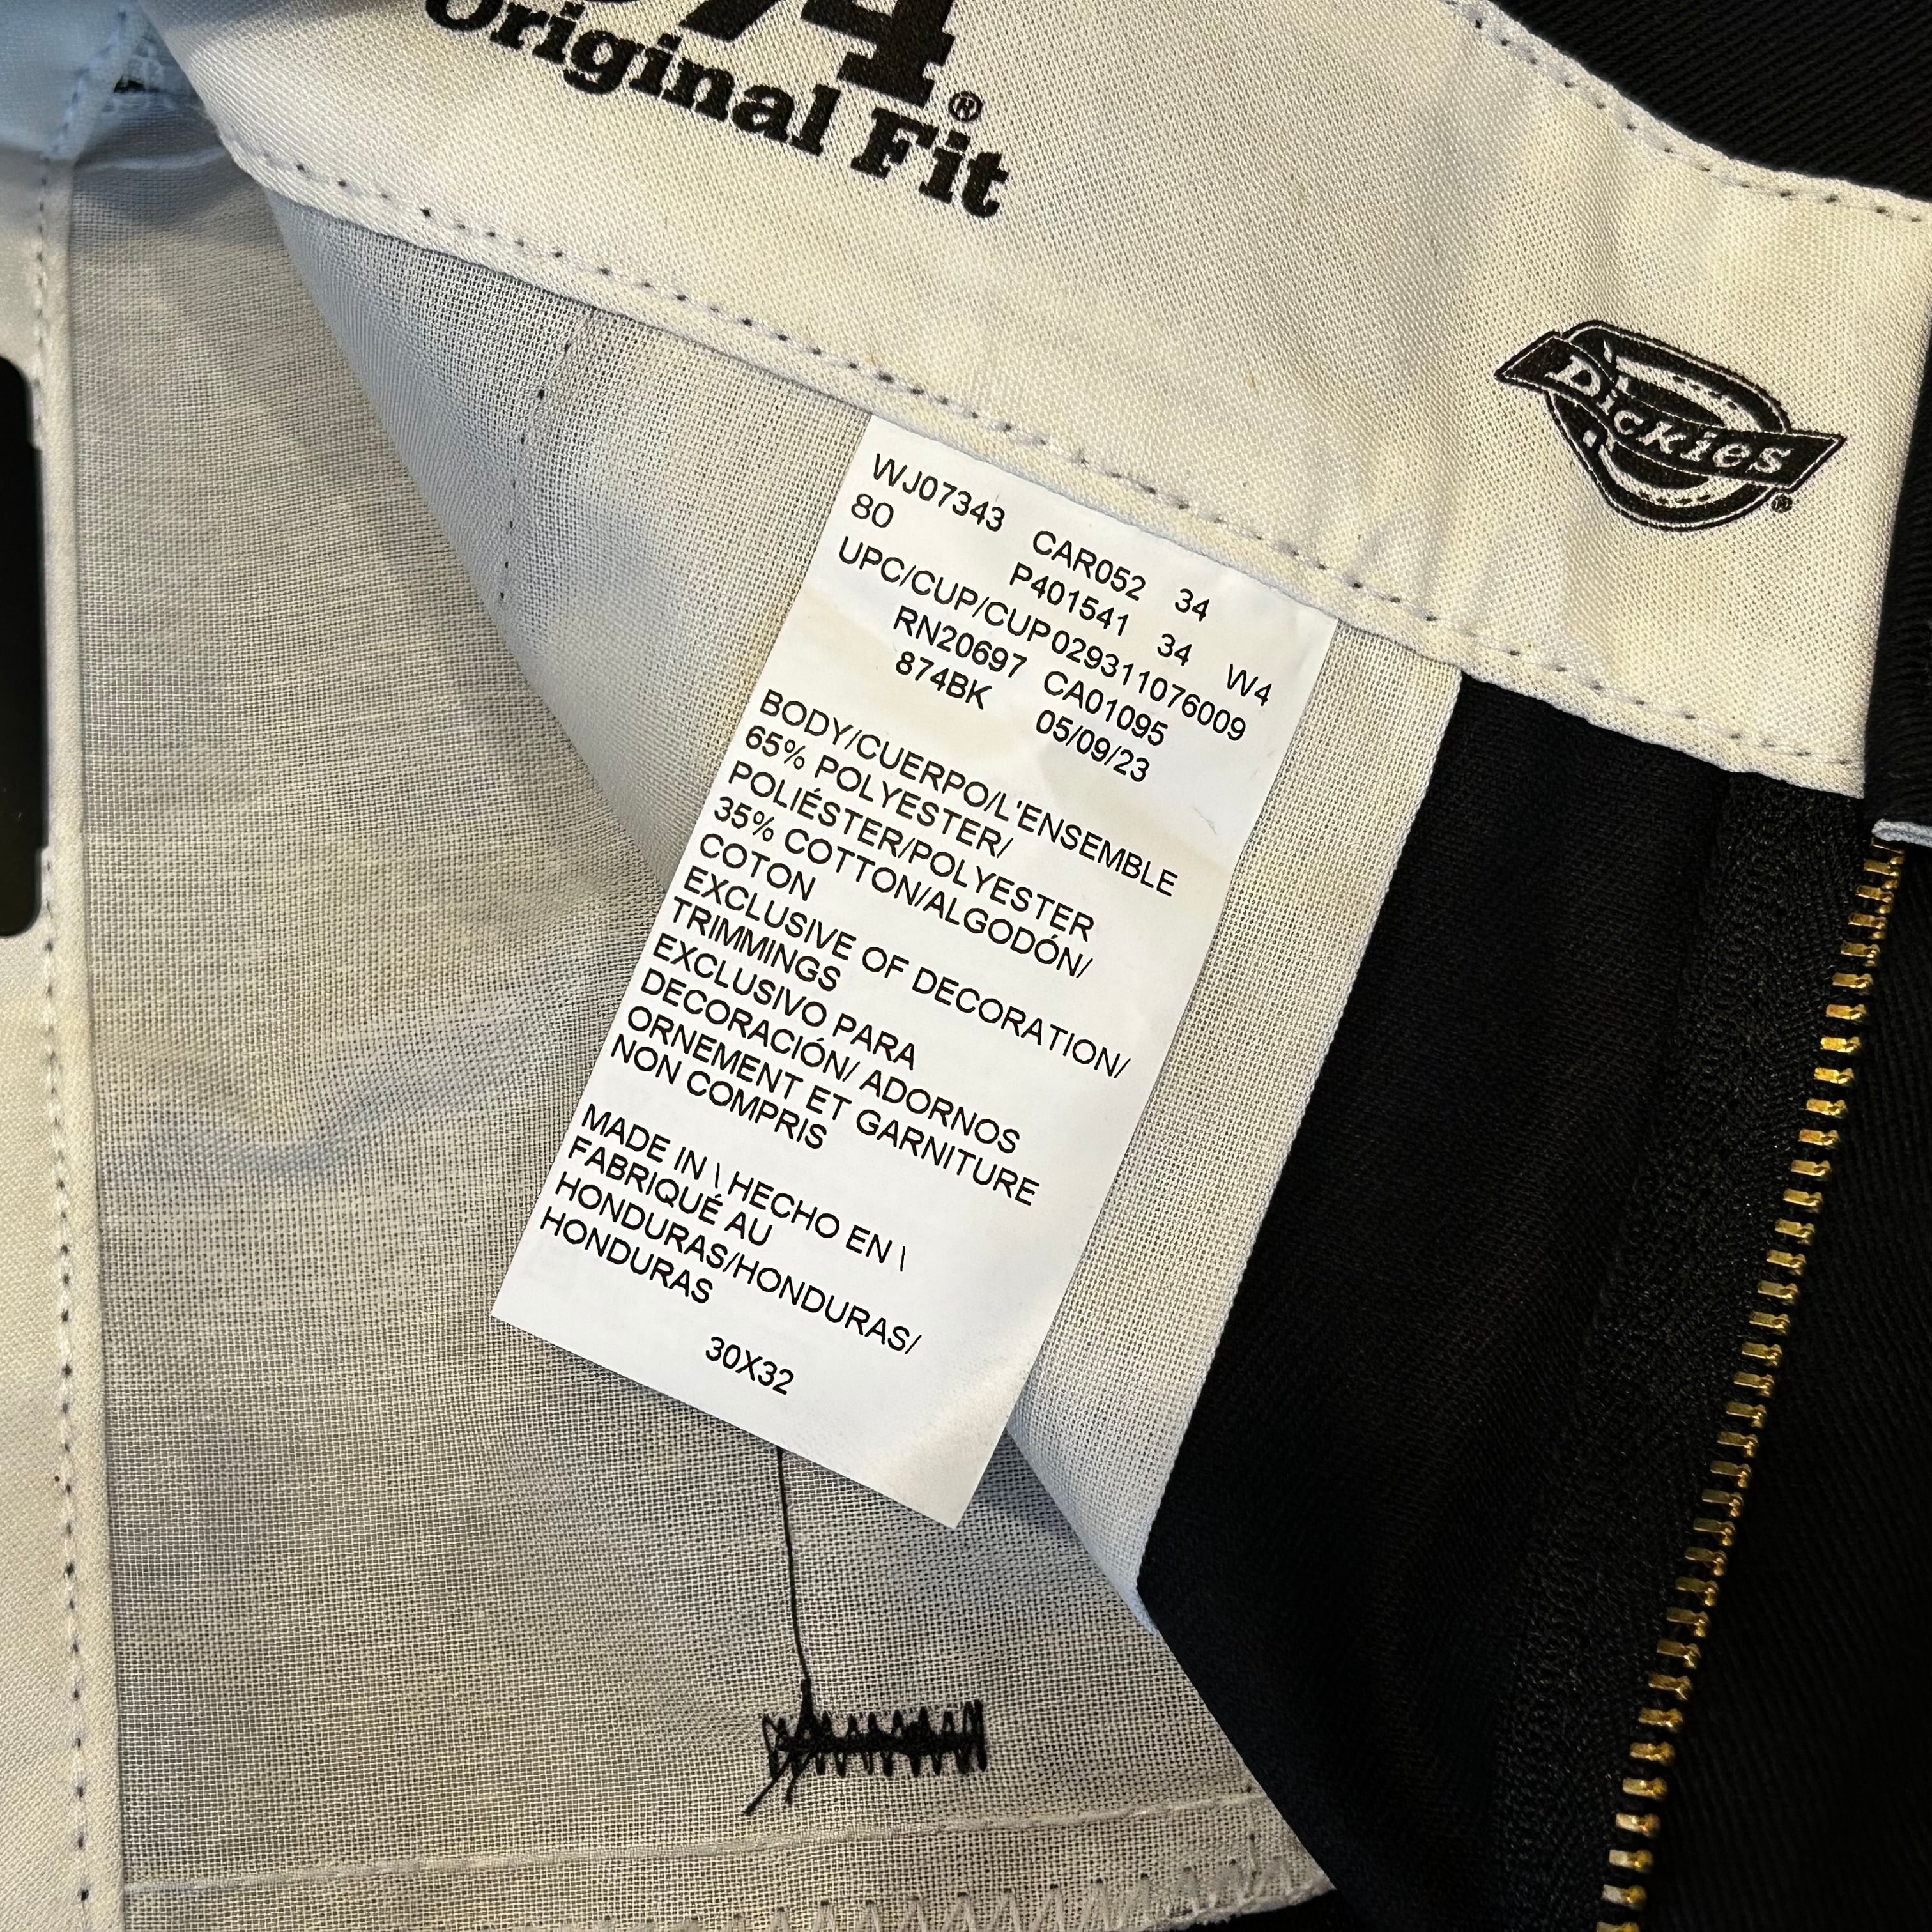 Original Fit
®
Dickies
®
WJ07343 CAR052 34
80 P401541 34 W4
UPC/CUP/CUP029311076009
RN20697 CA01095
874BK 05/09/23
BODY/CUERPO/L'ENSEMBLE
65% POLYESTER/
POLIÉSTER/POLYESTER
35% COTTON/ALGODÓN/
COTON
EXCLUSIVE OF DECORATION/
TRIMMINGS
EXCLUSIVO PARA
DECORACIÓN/ ADORNOS
ORNEMENT ET GARNITURE
NON COMPRIS
MADE IN \ HECHO EN \
FABRIQUÉ AU
HONDURAS/HONDURAS/
HONDURAS
30X32